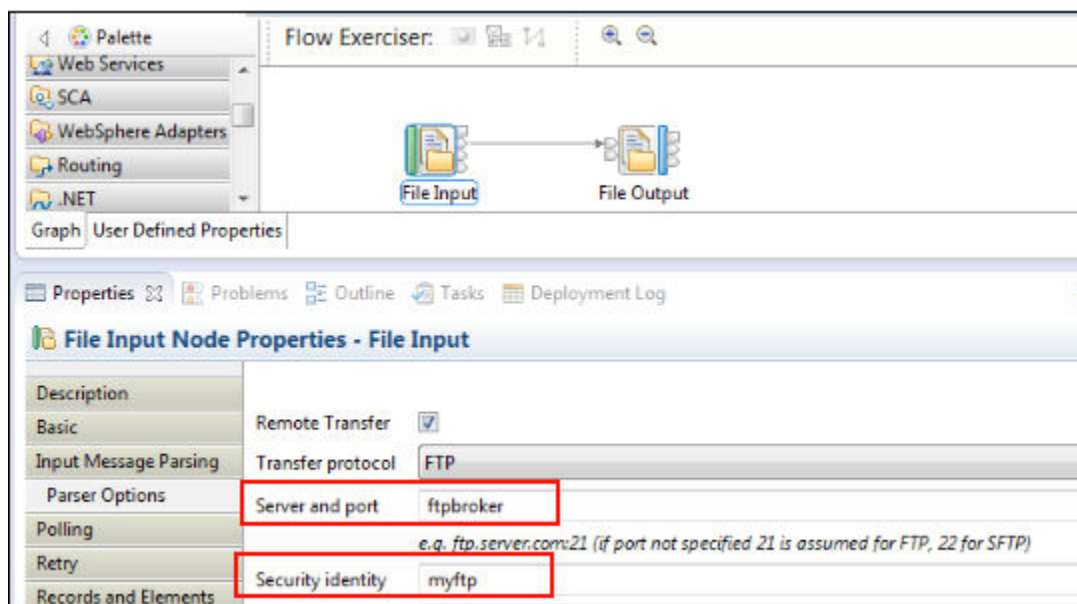 Palette
Flow Exerciser:
Web Services
SCA
WebSphere Adapters
Routing
.NET
File Input
File Output
Graph User Defined Properties
Properties Problems Outline Tasks Deployment Log
File Input Node Properties - File Input
Description
Basic
Remote Transfer
Input Message Parsing
Transfer protocol FTP
Parser Options
Server and port ftpbroker
Polling
e.g. ftp.server.com:21 (if port not specified 21 is assumed for FTP, 22 for SFTP)
Retry
Security identity myftp
Records and Elements